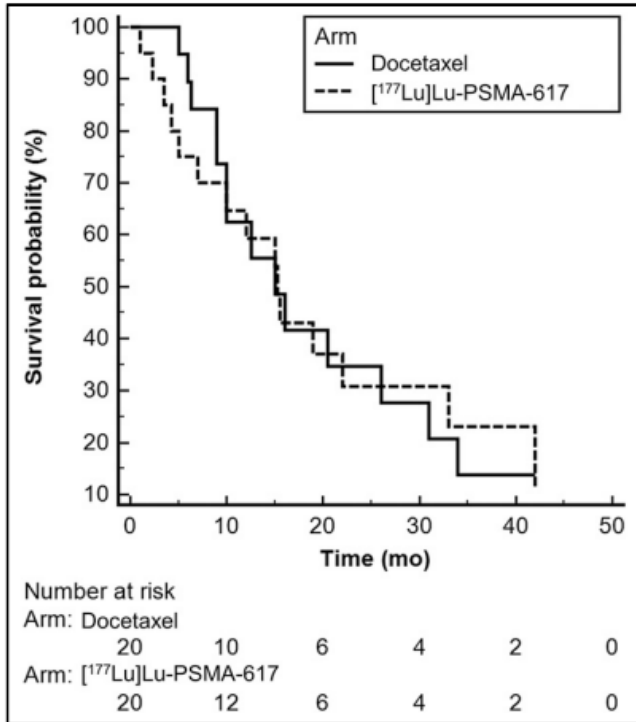 100
90
80
70
60
50
40
30
20
10
Survival probability (%)
Arm
Docetaxel
[¹⁷⁷Lu]Lu-PSMA-617
0 10 20 30 40 50
Time (mo)
Number at risk
Arm: Docetaxel
20 10 6 4 2 0
Arm: [¹⁷⁷Lu]Lu-PSMA-617
20 12 6 4 2 0